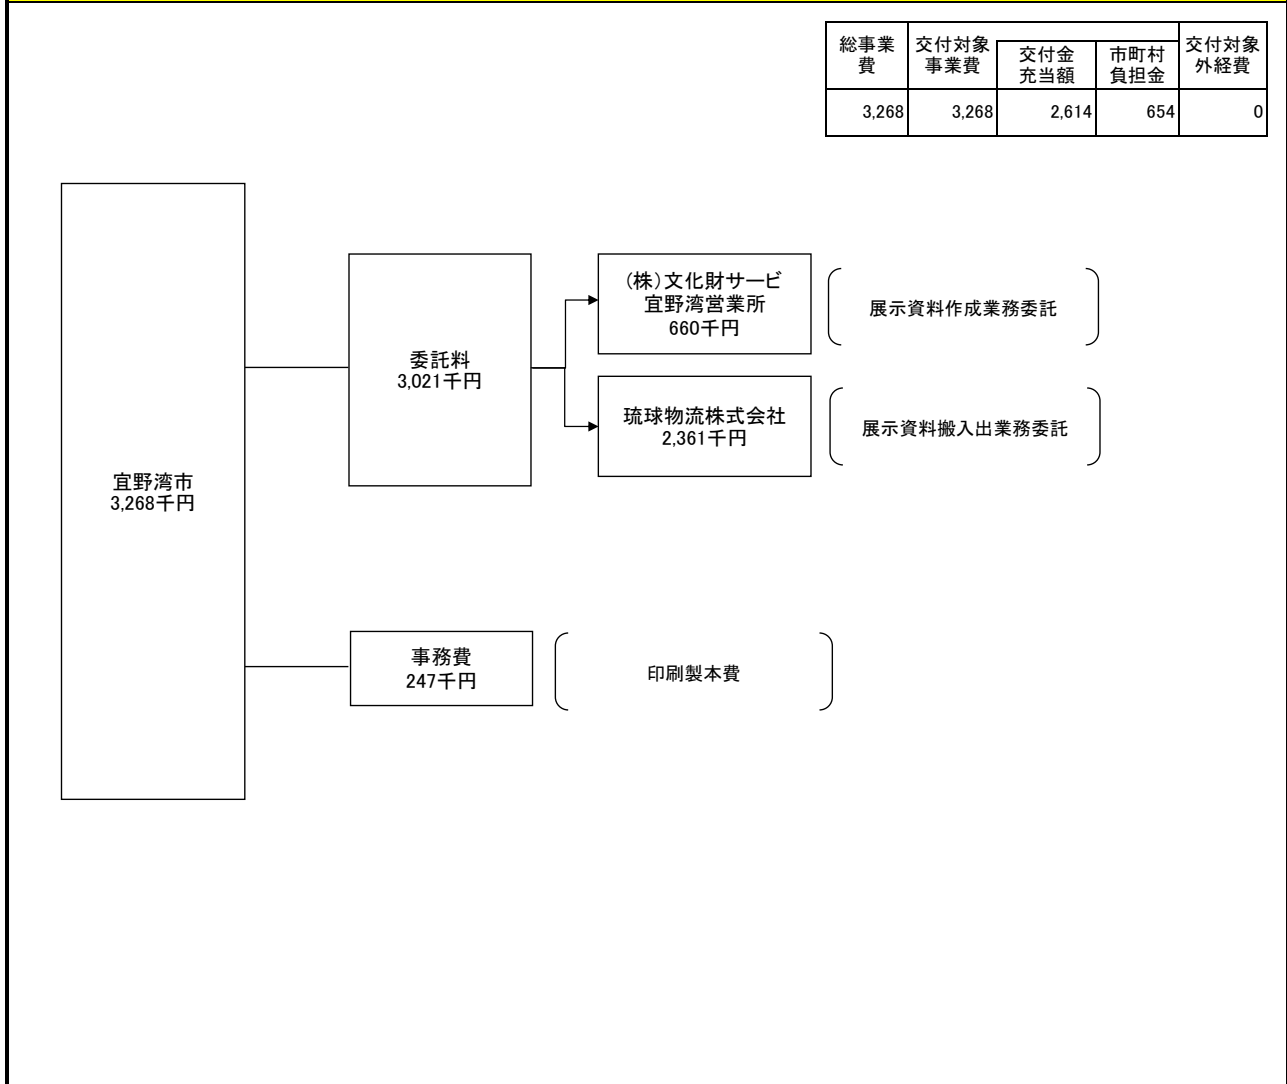 総事業
費
交付対象
事業費
交付金
充当額
市町村
負担金
交付対象
外経費
3,268
3,268
2,614
654
0
宜野湾市
3,268千円
委託料
3,021千円
(株)文化財サービ
宜野湾営業所
660千円
展示資料作成業務委託
琉球物流株式会社
2,361千円
展示資料搬入出業務委託
事務費
247千円
印刷製本費